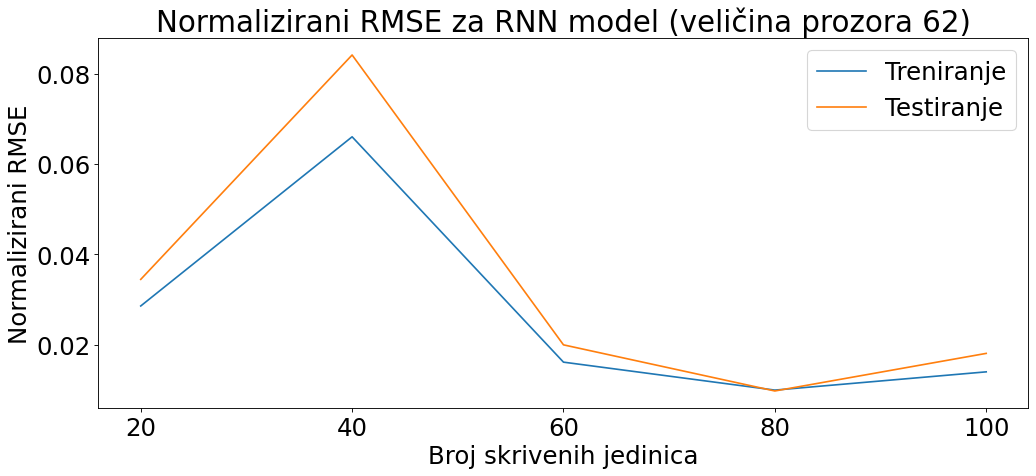 Normalizirani RMSE za RNN model (veličina prozora 62)
Treniranje
Testiranje
Normalizirani RMSE
0.08
0.06
0.04
0.02
20 40 60 80 100
Broj skrivenih jedinica